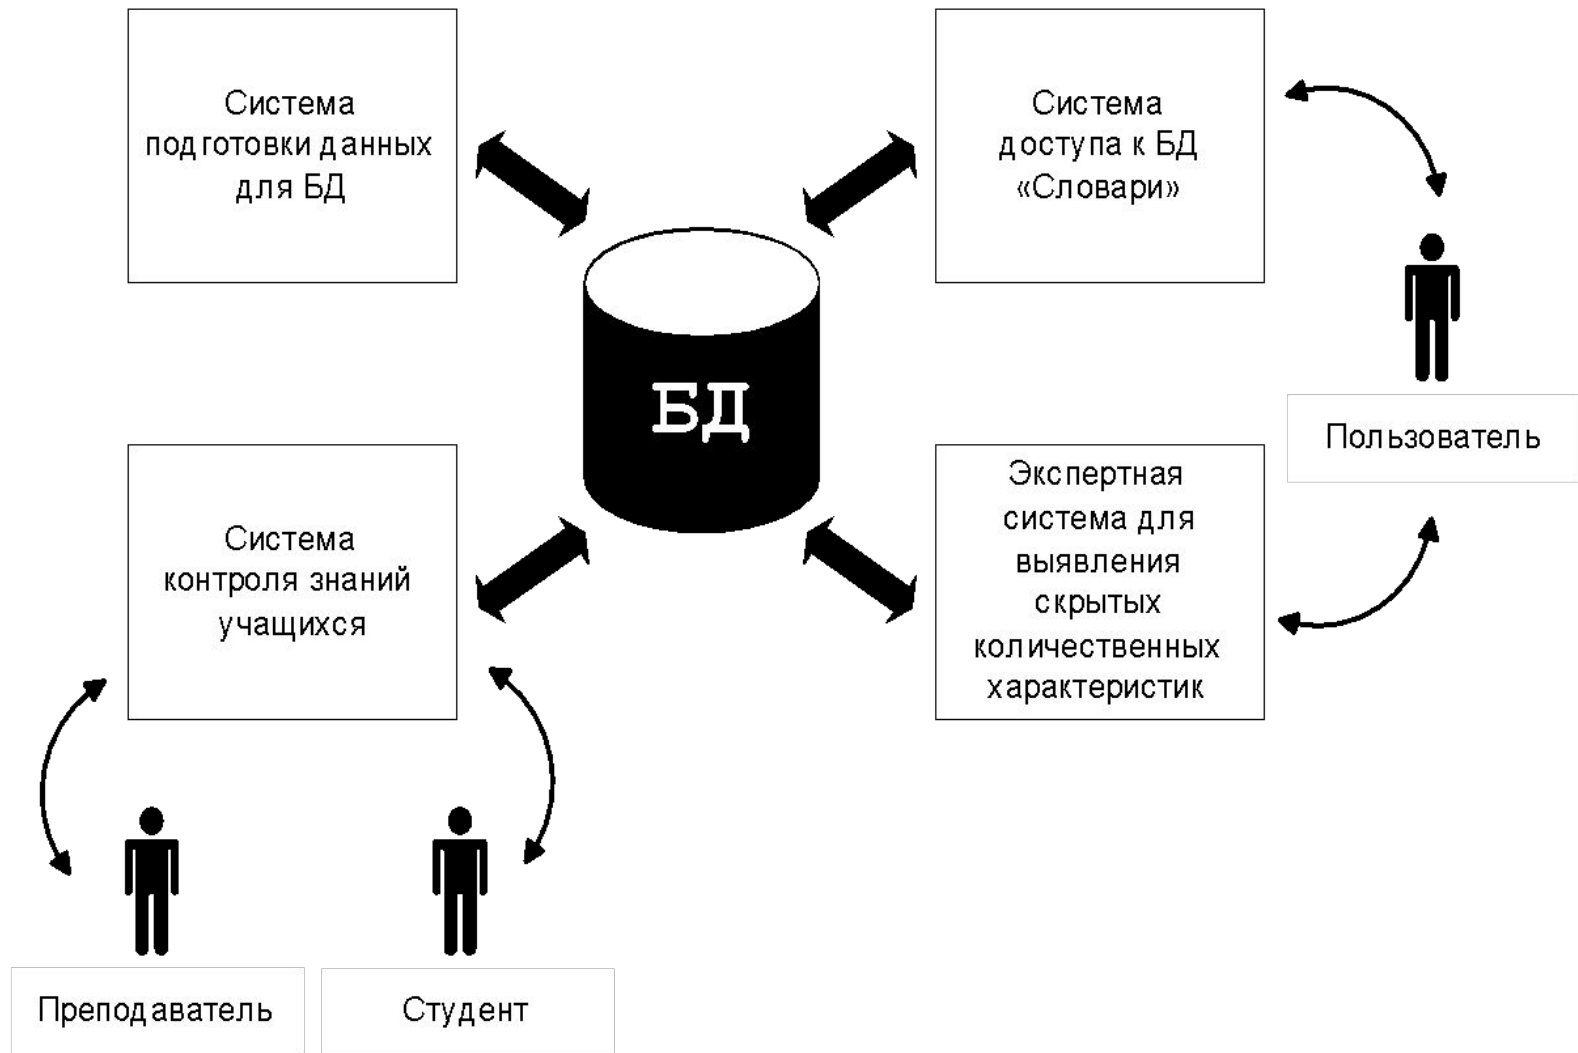 Система
подготовки данных
для БД
Система
доступа к БД
«Словари»
БД
Пользователь
Система
контроля знаний
учащихся
Экспертная
система для
выявления
скрытых
количественных
характеристик
Преподаватель
Студент